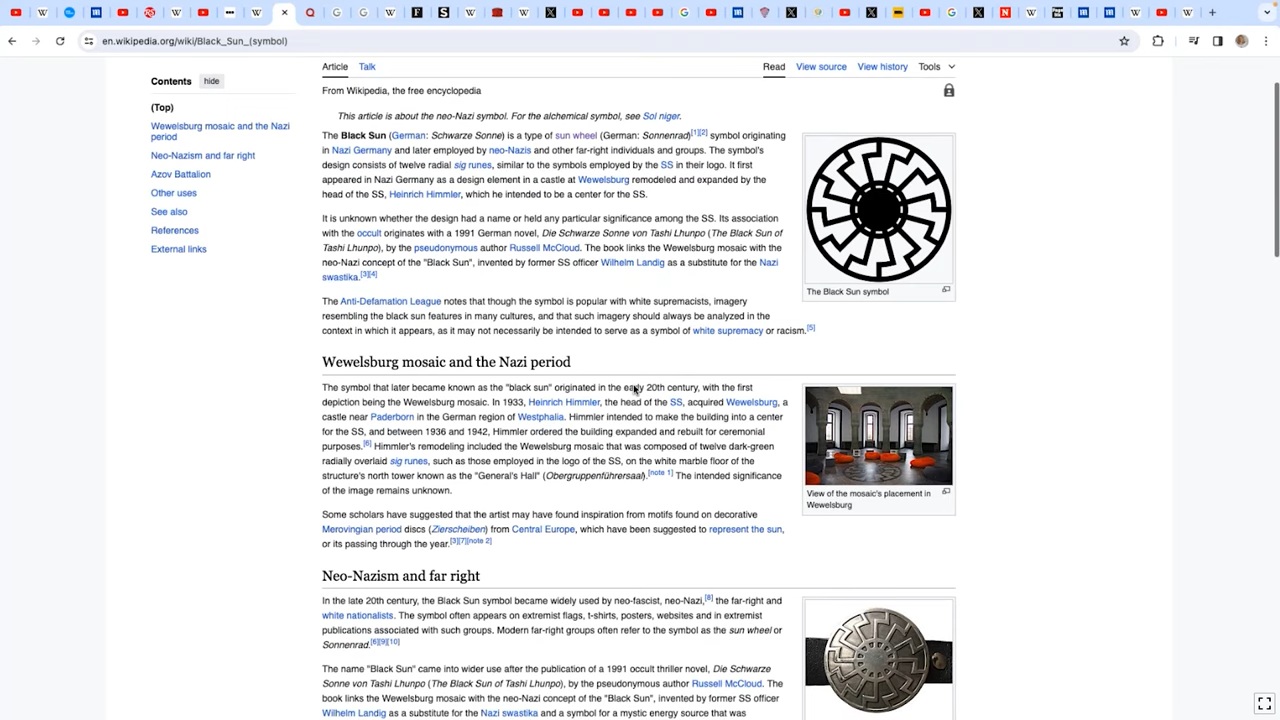 en.wikipedia.org/wiki/Black_Sun_(symbol)
Contents hide
(Top)
Wewelsburg mosaic and the Nazi
period
Neo-Nazism and far right
Azov Battalion
Other uses
See also
References
External links
Article Talk Read View source View history Tools
From Wikipedia, the free encyclopedia
This article is about the neo-Nazi symbol. For the alchemical symbol, see Sol niger.
The Black Sun (German: Schwarze Sonne) is a type of sun wheel (German: Sonnenrad)[1][2] symbol originating
in Nazi Germany and later employed by neo-Nazis and other far-right individuals and groups. The symbol's
design consists of twelve radial sig runes, similar to the symbols employed by the SS in their logo. It first
appeared in Nazi Germany as a design element in a castle at Wewelsburg remodeled and expanded by the
head of the SS, Heinrich Himmler, which he intended to be a center for the SS.
It is unknown whether the design had a name or held any particular significance among the SS. Its association
with the occult originates with a 1991 German novel, Die Schwarze Sonne von Tashi Lhunpo (The Black Sun of
Tashi Lhunpo), by the pseudonymous author Russell McCloud. The book links the Wewelsburg mosaic with the
neo-Nazi concept of the "Black Sun", invented by former SS officer Wilhelm Landig as a substitute for the Nazi
swastika.[3][4]
The Black Sun symbol
The Anti-Defamation League notes that though the symbol is popular with white supremacists, imagery
resembling the black sun features in many cultures, and that such imagery should always be analyzed in the
context in which it appears, as it may not necessarily be intended to serve as a symbol of white supremacy or racism.[5]
Wewelsburg mosaic and the Nazi period
The symbol that later became known as the "black sun" originated in the early 20th century, with the first
depiction being the Wewelsburg mosaic. In 1933, Heinrich Himmler, the head of the SS, acquired Wewelsburg, a
castle near Paderborn in the German region of Westphalia. Himmler intended to make the building into a center
for the SS, and between 1936 and 1942, Himmler ordered the building expanded and rebuilt for ceremonial
purposes.[6] Himmler's remodeling included the Wewelsburg mosaic that was composed of twelve dark-green
radially overlaid sig runes, such as those employed in the logo of the SS, on the white marble floor of the
structure's north tower known as the "General's Hall" (Obergruppenführersaal).[note 1] The intended significance
of the image remains unknown.
View of the mosaic's placement in
Wewelsburg
Some scholars have suggested that the artist may have found inspiration from motifs found on decorative
Merovingian period discs (Zierscheiben) from Central Europe, which have been suggested to represent the sun,
or its passing through the year.[3][7][note 2]
Neo-Nazism and far right
In the late 20th century, the Black Sun symbol became widely used by neo-fascist, neo-Nazi,[8] the far-right and
white nationalists. The symbol often appears on extremist flags, t-shirts, posters, websites and in extremist
publications associated with such groups. Modern far-right groups often refer to the symbol as the sun wheel or
Sonnenrad.[6][9][10]
The name "Black Sun" came into wider use after the publication of a 1991 occult thriller novel, Die Schwarze
Sonne von Tashi Lhunpo (The Black Sun of Tashi Lhunpo), by the pseudonymous author Russell McCloud. The
book links the Wewelsburg mosaic with the neo-Nazi concept of the "Black Sun", invented by former SS officer
Wilhelm Landig as a substitute for the Nazi swastika and a symbol for a mystic energy source that was